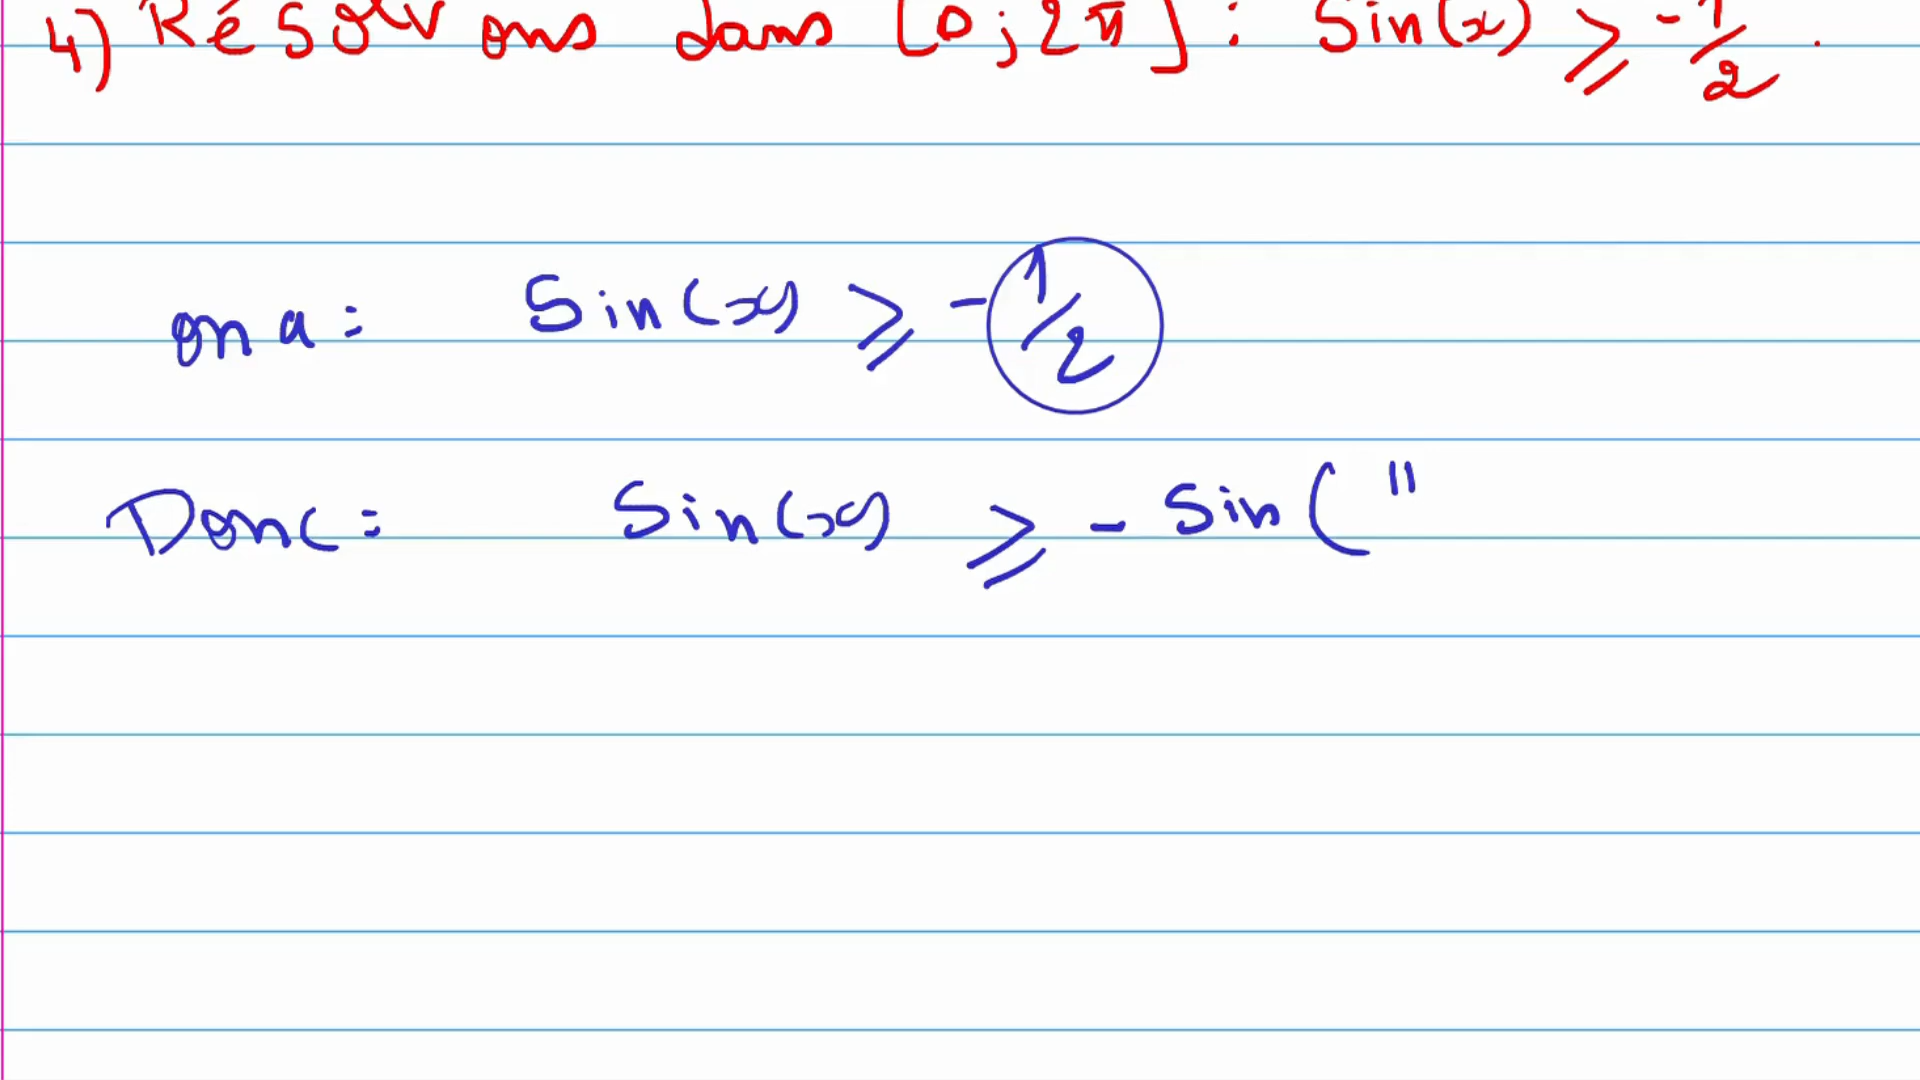 4) Résolvons dans [0;2π] : Sin(x) ⩾ -1/2 .
on a : Sin(x) ⩾ -1/2
Donc : Sin(x) ⩾ - Sin( "